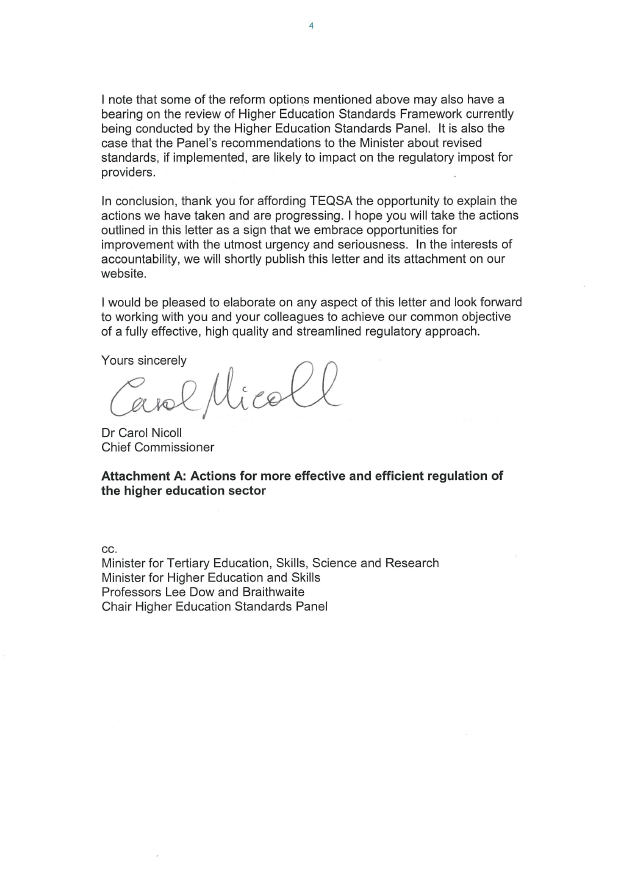 4
I note that some of the reform options mentioned above may also have a
bearing on the review of Higher Education Standards Framework currently
being conducted by the Higher Education Standards Panel. It is also the
case that the Panel's recommendations to the Minister about revised
standards, if implemented, are likely to impact on the regulatory impost for
providers.
In conclusion, thank you for affording TEQSA the opportunity to explain the
actions we have taken and are progressing. I hope you will take the actions
outlined in this letter as a sign that we embrace opportunities for
improvement with the utmost urgency and seriousness. In the interests of
accountability, we will shortly publish this letter and its attachment on our
website.
I would be pleased to elaborate on any aspect of this letter and look forward
to working with you and your colleagues to achieve our common objective
of a fully effective, high quality and streamlined regulatory approach.
Yours sincerely
Carol Nicoll
Dr Carol Nicoll
Chief Commissioner
Attachment A: Actions for more effective and efficient regulation of
the higher education sector
cc.
Minister for Tertiary Education, Skills, Science and Research
Minister for Higher Education and Skills
Professors Lee Dow and Braithwaite
Chair Higher Education Standards Panel